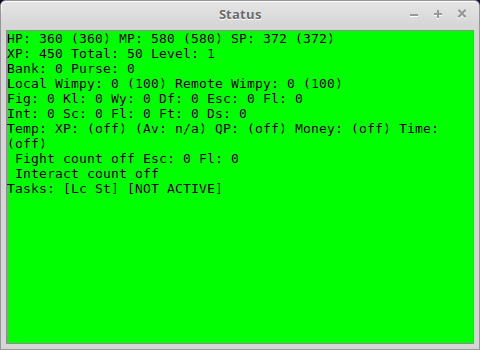 Status
HP: 360 (360) MP: 580 (580) SP: 372 (372)
XP: 450 Total: 50 Level: 1
Bank: 0 Purse: 0
Local Wimpy: 0 (100) Remote Wimpy: 0 (100)
Fig: 0 Kl: 0 Wy: 0 Df: 0 Esc: 0 Fl: 0
Int: 0 Sc: 0 Fl: 0 Ft: 0 Ds: 0
Temp: XP: (off) (Av: n/a) QP: (off) Money: (off) Time:
(off)
 Fight count off Esc: 0 Fl: 0
 Interact count off
Tasks: [Lc St] [NOT ACTIVE]